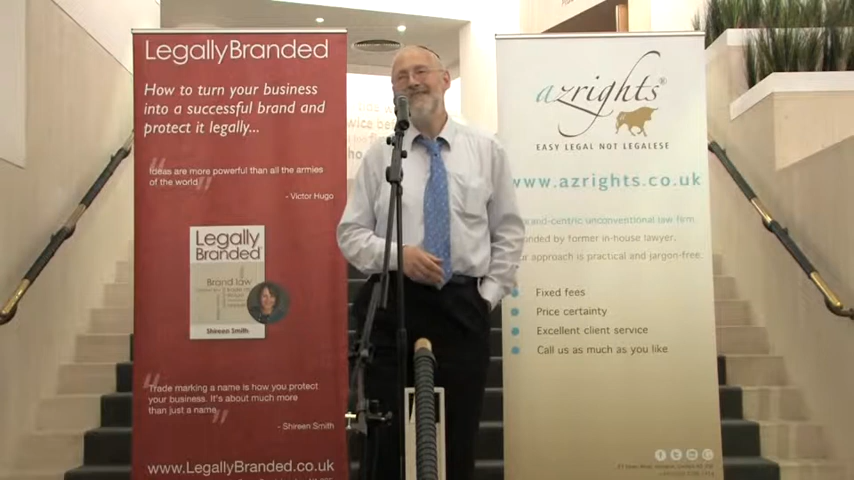 LegallyBranded
How to turn your business
into a successful brand and
protect it legally...
Ideas are more powerful than all the armies
of the world
- Victor Hugo
LEGALLY
BRANDED
Brand law
Shireen Smith
Trade marking a name is how you protect
your business. It's about much more
than just a name
- Shireen Smith
www.LegallyBranded.co.uk
azrights®
EASY LEGAL NOT LEGALESE
www.azrights.co.uk
and-centric unconventional law firm
nded by former in-house lawyer.
r approach is practical and jargon-free:
Fixed fees
Price certainty
Excellent client service
Call us as much as you like